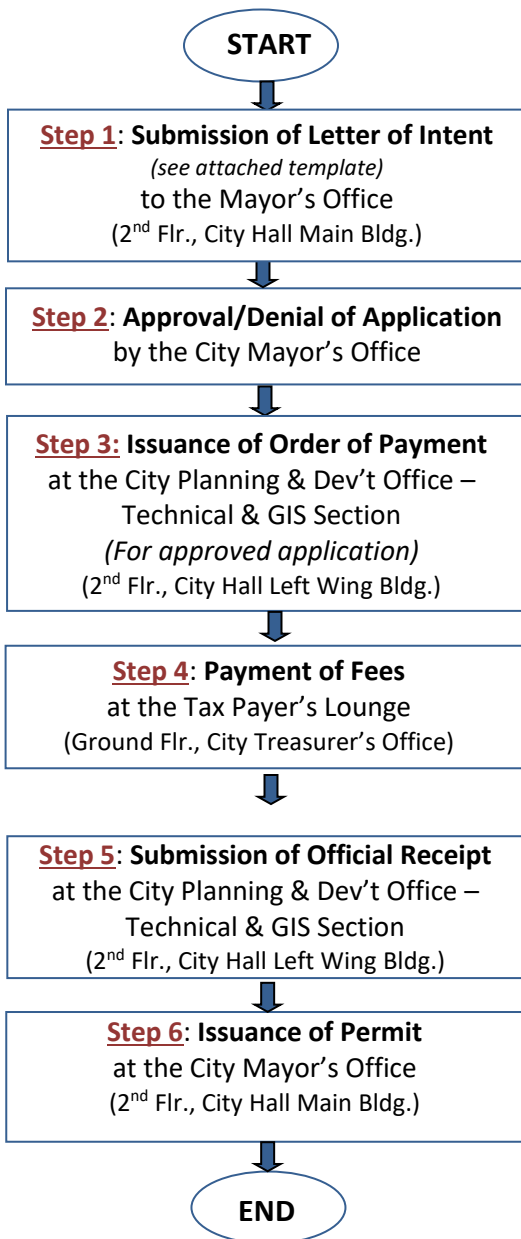 START
Step 1: Submission of Letter of Intent
(see attached template)
to the Mayor's Office
(2nd Flr., City Hall Main Bldg.)
Step 2: Approval/Denial of Application
by the City Mayor's Office
Step 3: Issuance of Order of Payment
at the City Planning & Dev't Office –
Technical & GIS Section
(For approved application)
(2nd Flr., City Hall Left Wing Bldg.)
Step 4: Payment of Fees
at the Tax Payer's Lounge
(Ground Flr., City Treasurer's Office)
Step 5: Submission of Official Receipt
at the City Planning & Dev't Office –
Technical & GIS Section
(2nd Flr., City Hall Left Wing Bldg.)
Step 6: Issuance of Permit
at the City Mayor's Office
(2nd Flr., City Hall Main Bldg.)
END